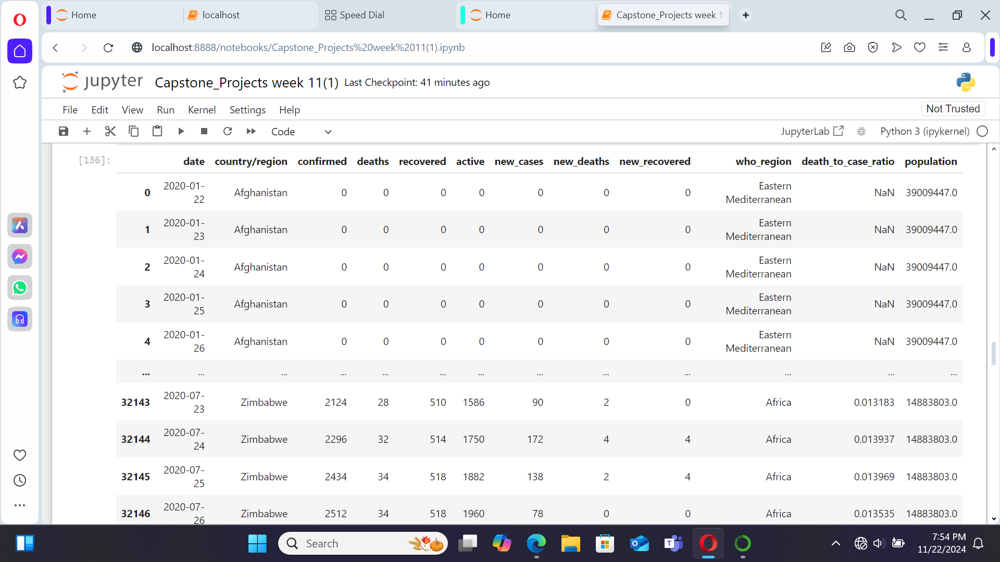 Home
localhost
Speed Dial
Home
Capstone_Projects week 1
localhost:8888/notebooks/Capstone_Projects%20week%2011(1).ipynb
jupyter
Capstone_Projects week 11(1) Last Checkpoint: 41 minutes ago
File Edit View Run Kernel Settings Help
Not Trusted
Code
JupyterLab
Python 3 (ipykernel)
[136]:
date country/region confirmed deaths recovered active new_cases new_deaths new_recovered who_region death_to_case_ratio population
0 2020-01-22 Afghanistan 0 0 0 0 0 0 0 Eastern Mediterranean NaN 39009447.0
1 2020-01-23 Afghanistan 0 0 0 0 0 0 0 Eastern Mediterranean NaN 39009447.0
2 2020-01-24 Afghanistan 0 0 0 0 0 0 0 Eastern Mediterranean NaN 39009447.0
3 2020-01-25 Afghanistan 0 0 0 0 0 0 0 Eastern Mediterranean NaN 39009447.0
4 2020-01-26 Afghanistan 0 0 0 0 0 0 0 Eastern Mediterranean NaN 39009447.0
... ... ... ... ... ... ... ... ... ... ... ... ...
32143 2020-07-23 Zimbabwe 2124 28 510 1586 90 2 0 Africa 0.013183 14883803.0
32144 2020-07-24 Zimbabwe 2296 32 514 1750 172 4 4 Africa 0.013937 14883803.0
32145 2020-07-25 Zimbabwe 2434 34 518 1882 138 2 4 Africa 0.013969 14883803.0
32146 2020-07-26 Zimbabwe 2512 34 518 1960 78 0 0 Africa 0.013535 14883803.0
Search
7:54 PM
11/22/2024